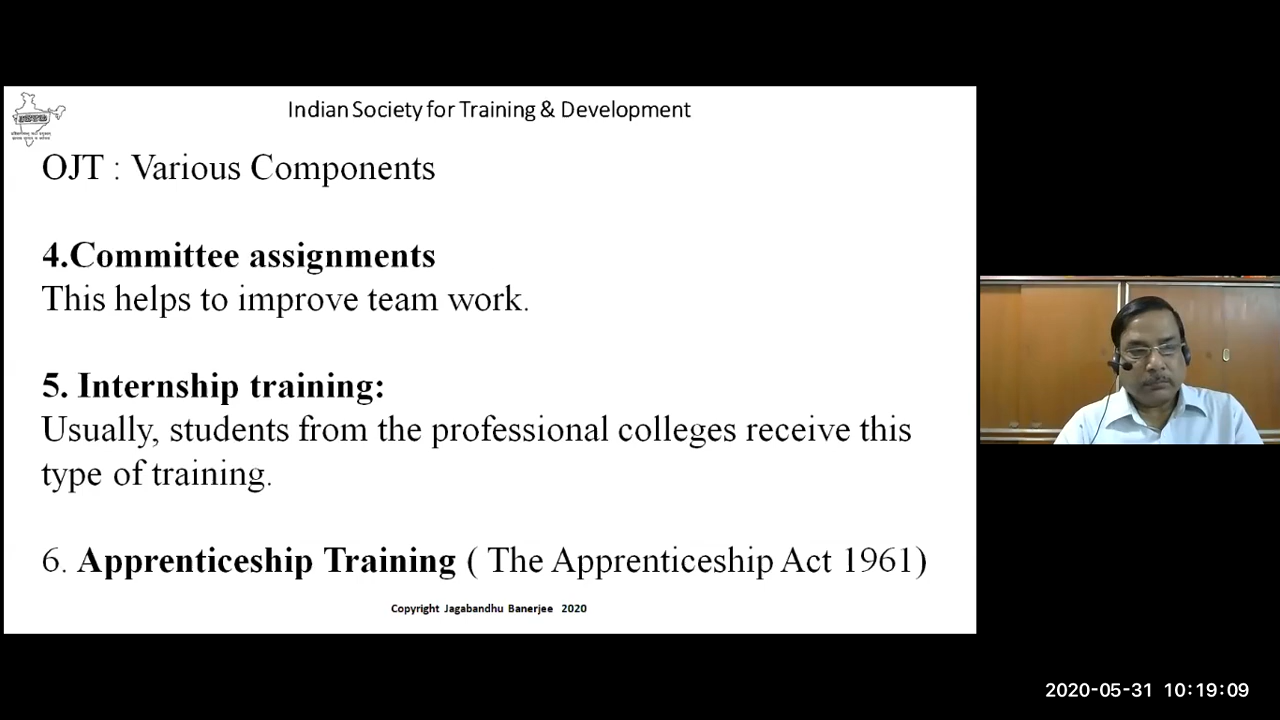 Indian Society for Training & Development
OJT : Various Components
4.Committee assignments
This helps to improve team work.
5. Internship training:
Usually, students from the professional colleges receive this
type of training.
6. Apprenticeship Training ( The Apprenticeship Act 1961)
Copyright Jagabandhu Banerjee 2020
2020-05-31 10:19:09